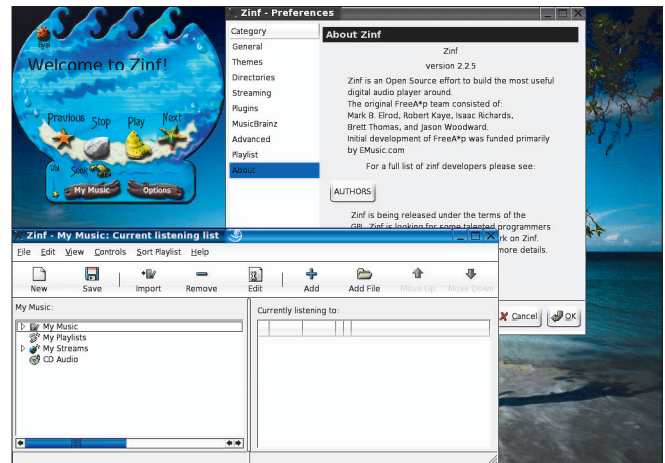 Welcome to Zinf!
Previous
Stop
Play
Next
Vol
Seek
My Music
Options
Zinf - Preferences
Category
General
Themes
Directories
Streaming
Plugins
MusicBrainz
Advanced
Playlist
About
About Zinf
Zinf
version 2.2.5
Zinf is an Open Source effort to build the most useful
digital audio player around.
The original FreeA*p team consisted of:
Mark B. Elrod, Robert Kaye, Isaac Richards,
Brett Thomas, and Jason Woodward.
Initial development of FreeA*p was funded primarily
by EMusic.com
For a full list of zinf developers please see:
AUTHORS
Zinf is being released under the terms of the
GPL. Zinf is looking for some talented programmers
rk on Zinf.
more details.
Cancel
OK
Zinf - My Music: Current listening list
File Edit View Controls Sort Playlist Help
New Save Import Remove Edit Add Add File Move Up Move Down
My Music:
My Music
My Playlists
My Streams
CD Audio
Currently listening to: